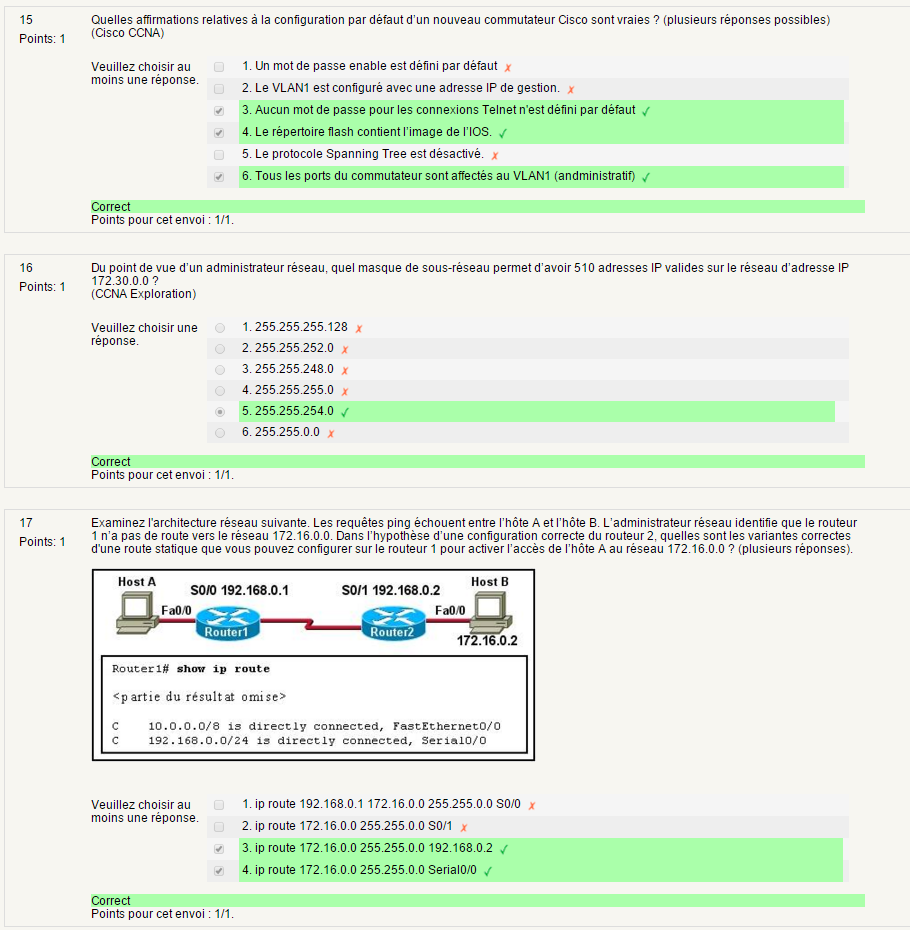 15
Points: 1
Quelles affirmations relatives à la configuration par défaut d'un nouveau commutateur Cisco sont vraies ? (plusieurs réponses possibles)
(Cisco CCNA)
Veuillez choisir au
moins une réponse.
1. Un mot de passe enable est défini par défaut ✗
2. Le VLAN1 est configuré avec une adresse IP de gestion. ✗
3. Aucun mot de passe pour les connexions Telnet n'est défini par défaut ✓
4. Le répertoire flash contient l'image de l'IOS. ✓
5. Le protocole Spanning Tree est désactivé. ✗
6. Tous les ports du commutateur sont affectés au VLAN1 (andministratif) ✓
Correct
Points pour cet envoi : 1/1.
16
Points: 1
Du point de vue d'un administrateur réseau, quel masque de sous-réseau permet d'avoir 510 adresses IP valides sur le réseau d'adresse IP
172.30.0.0 ?
(CCNA Exploration)
Veuillez choisir une
réponse.
1. 255.255.255.128 ✗
2. 255.255.252.0 ✗
3. 255.255.248.0 ✗
4. 255.255.255.0 ✗
5. 255.255.254.0 ✓
6. 255.255.0.0 ✗
Correct
Points pour cet envoi : 1/1.
17
Points: 1
Examinez l'architecture réseau suivante. Les requêtes ping échouent entre l'hôte A et l'hôte B. L'administrateur réseau identifie que le routeur
1 n'a pas de route vers le réseau 172.16.0.0. Dans l'hypothèse d'une configuration correcte du routeur 2, quelles sont les variantes correctes
d'une route statique que vous pouvez configurer sur le routeur 1 pour activer l'accès de l'hôte A au réseau 172.16.0.0 ? (plusieurs réponses).
Host A
S0/0 192.168.0.1
S0/1 192.168.0.2
Host B
Fa0/0
Fa0/0
Router1
Router2
172.16.0.2
Router1# show ip route
<partie du résultat omise>
C 10.0.0.0/8 is directly connected, FastEthernet0/0
C 192.168.0.0/24 is directly connected, Serial0/0
Veuillez choisir au
moins une réponse.
1. ip route 192.168.0.1 172.16.0.0 255.255.0.0 S0/0 ✗
2. ip route 172.16.0.0 255.255.0.0 S0/1 ✗
3. ip route 172.16.0.0 255.255.0.0 192.168.0.2 ✓
4. ip route 172.16.0.0 255.255.0.0 Serial0/0 ✓
Correct
Points pour cet envoi : 1/1.